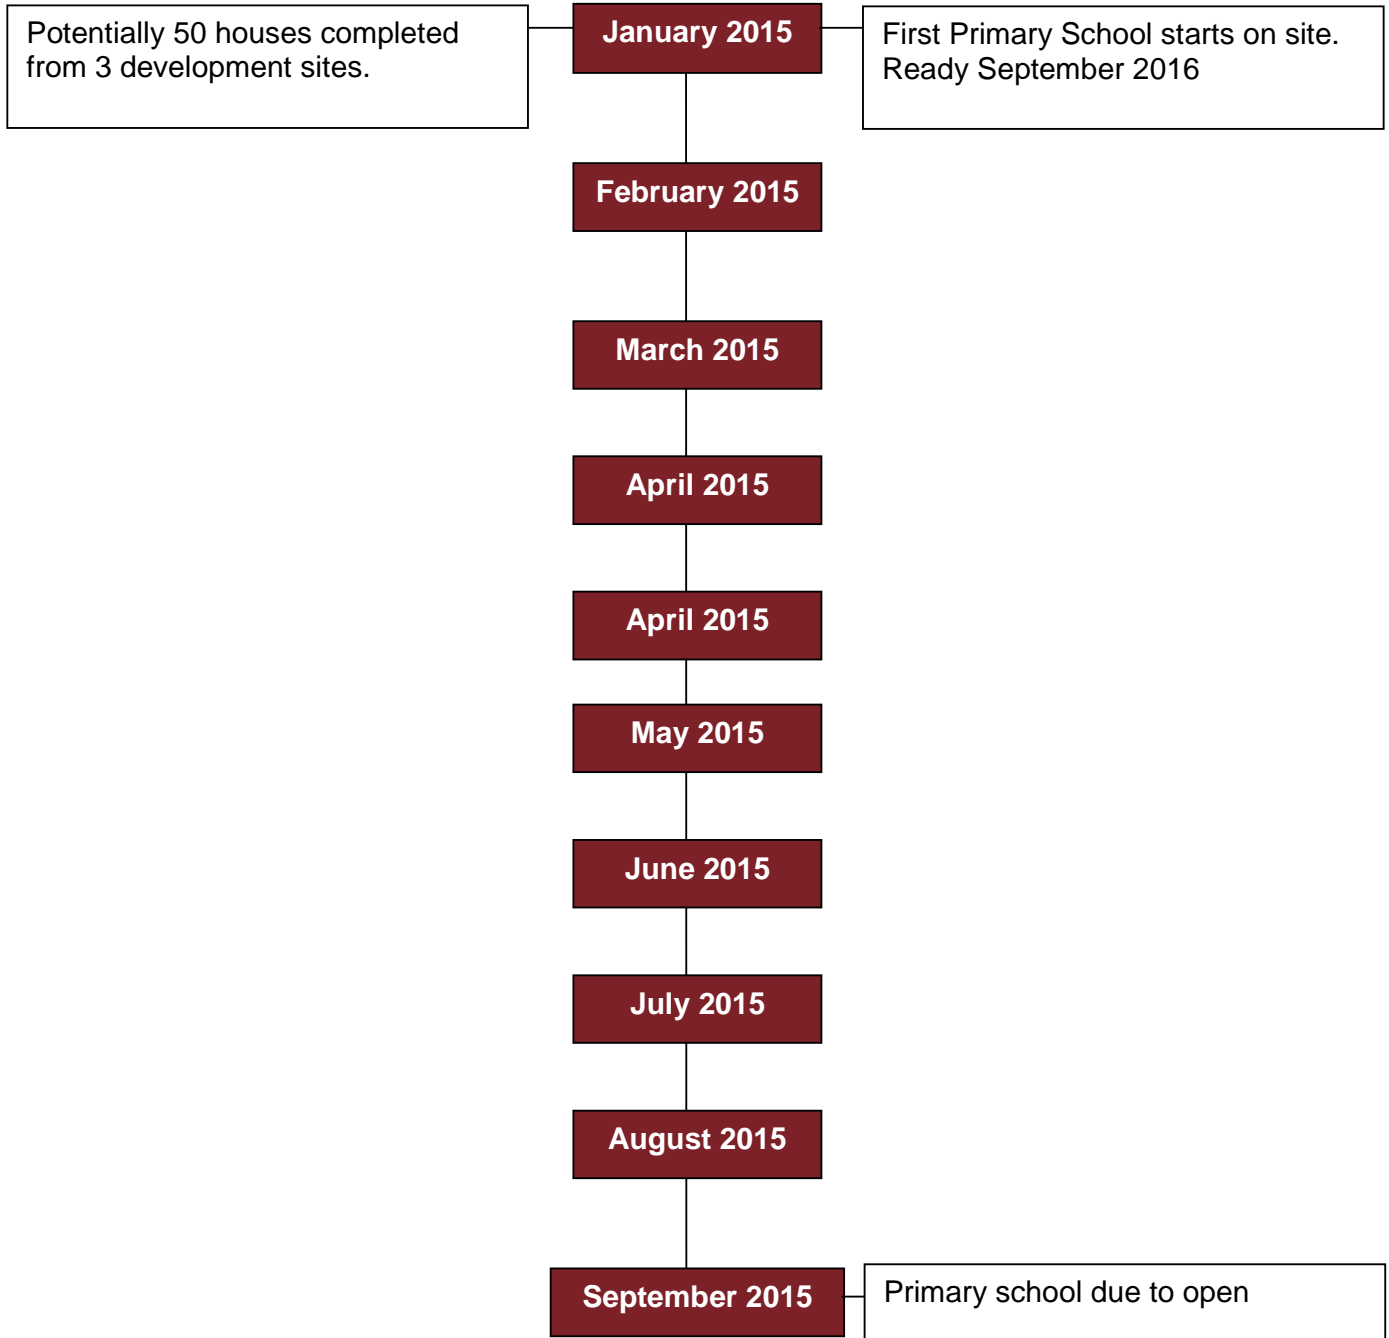 Potentially 50 houses completed
from 3 development sites.
January 2015
First Primary School starts on site.
Ready September 2016
February 2015
March 2015
April 2015
April 2015
May 2015
June 2015
July 2015
August 2015
September 2015
Primary school due to open